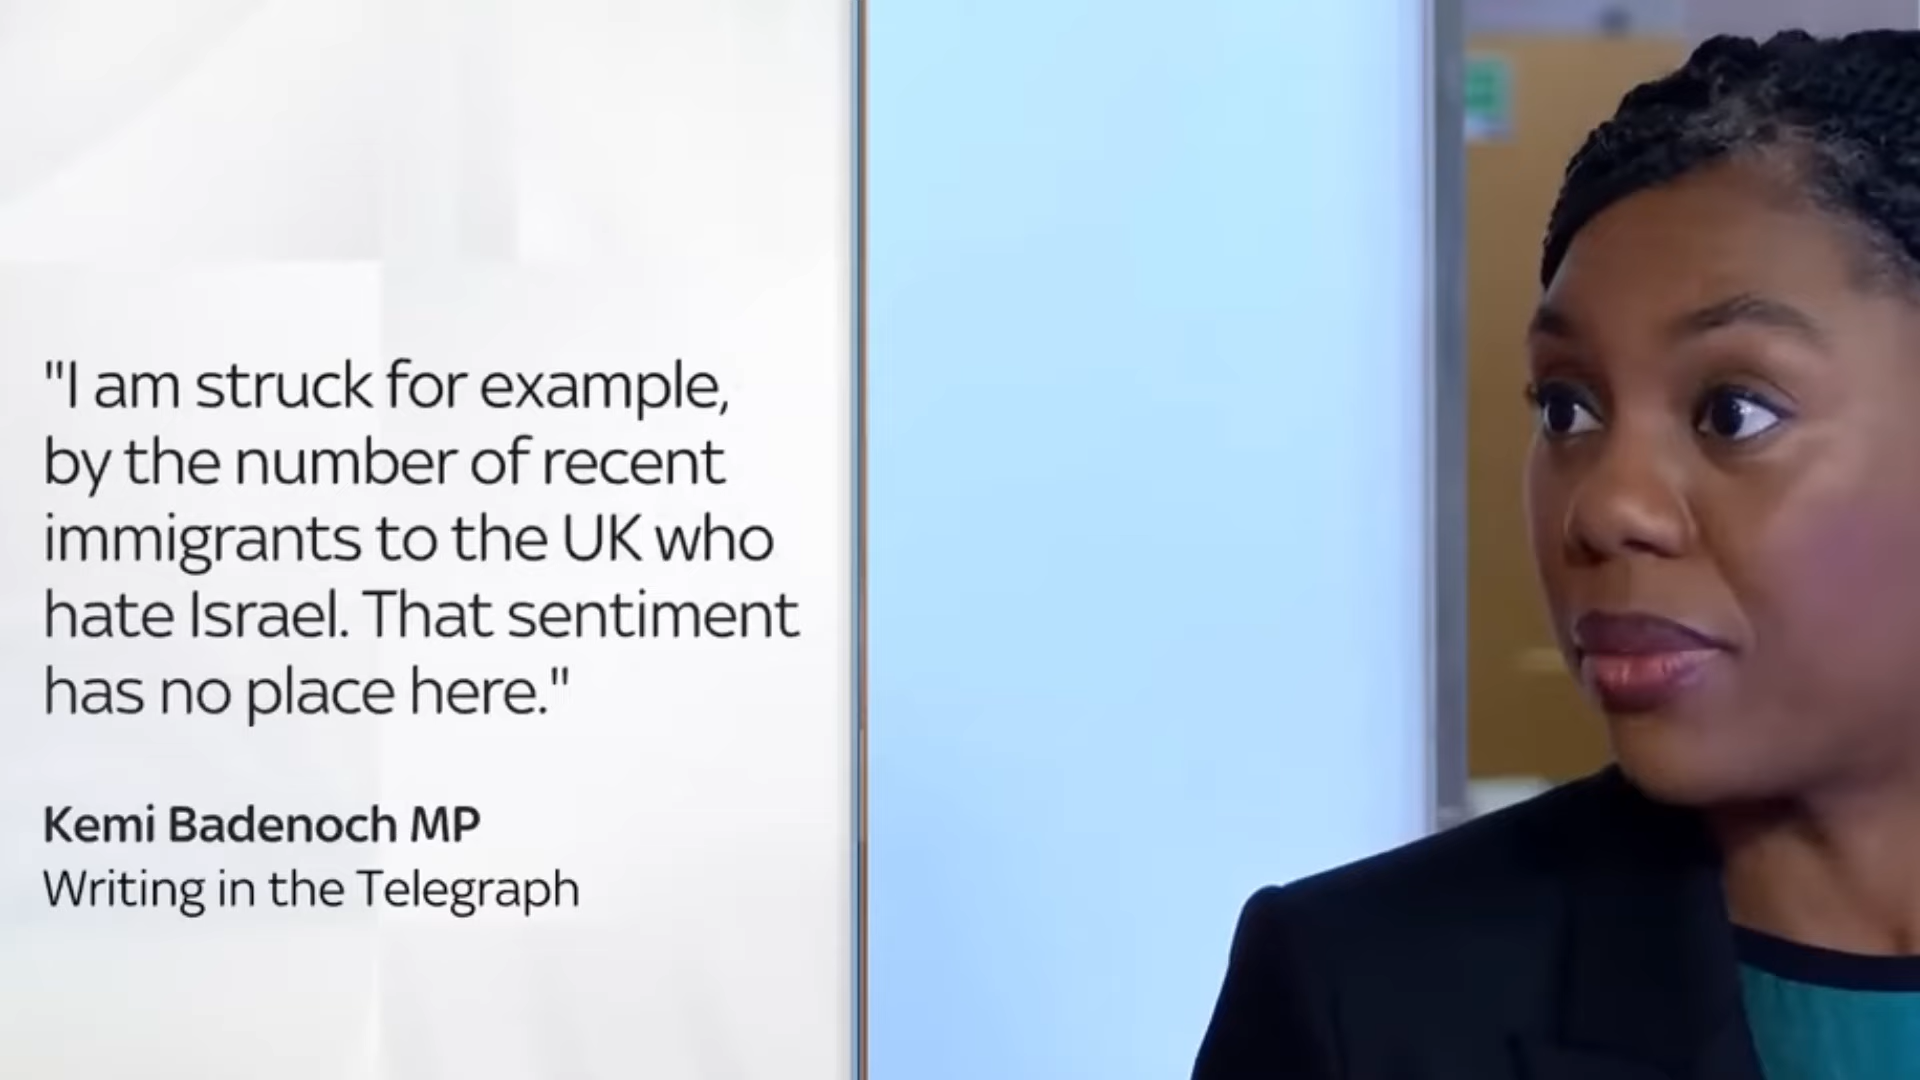 "I am struck for example,
by the number of recent
immigrants to the UK who
hate Israel. That sentiment
has no place here."
Kemi Badenoch MP
Writing in the Telegraph